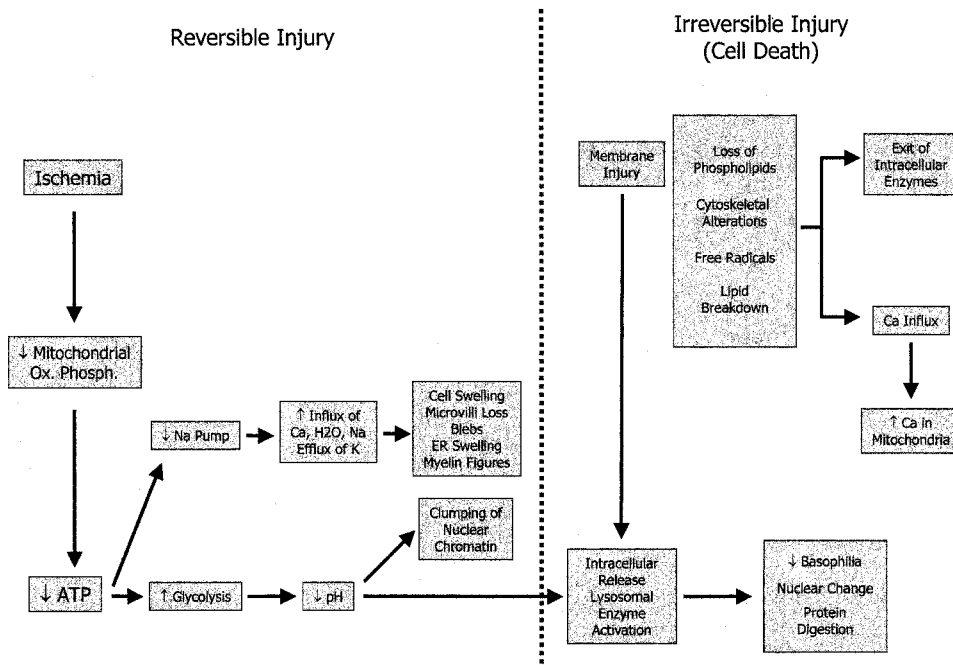 Reversible Injury
Irreversible Injury
(Cell Death)
Ischemia
↓ Mitochondrial
Ox. Phosph.
↓ ATP
↓ Na Pump
↑ Influx of
Ca, H2O, Na
Efflux of K
Cell Swelling
Microvilli Loss
Blebs
ER Swelling
Myelin Figures
↑ Glycolysis
↓ pH
Clumping of
Nuclear
Chromatin
Membrane
Injury
Loss of
Phospholipids
Cytoskeletal
Alterations
Free Radicals
Lipid
Breakdown
Exit of
Intracellular
Enzymes
Ca Influx
↑ Ca in
Mitochondria
Intracellular
Release
Lysosomal
Enzyme
Activation
↓ Basophilia
Nuclear Change
Protein
Digestion